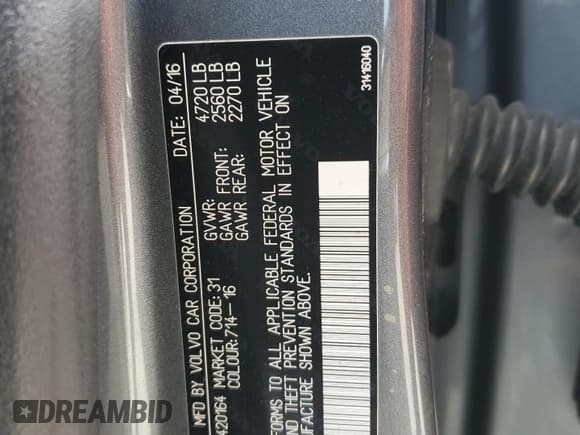 MFD BY VOLVO CAR CORPORATION DATE: 04/16
GVWR: 4720 LB
GAWR FRONT: 2560 LB
GAWR REAR: 2270 LB
420164 MARKET CODE: 31
COLOUR: 714-16
FORMS TO ALL APPLICABLE FEDERAL MOTOR VEHICLE
AND THEFT PREVENTION STANDARDS IN EFFECT ON
UFACTURE SHOWN ABOVE.
31416040
DREAMBID